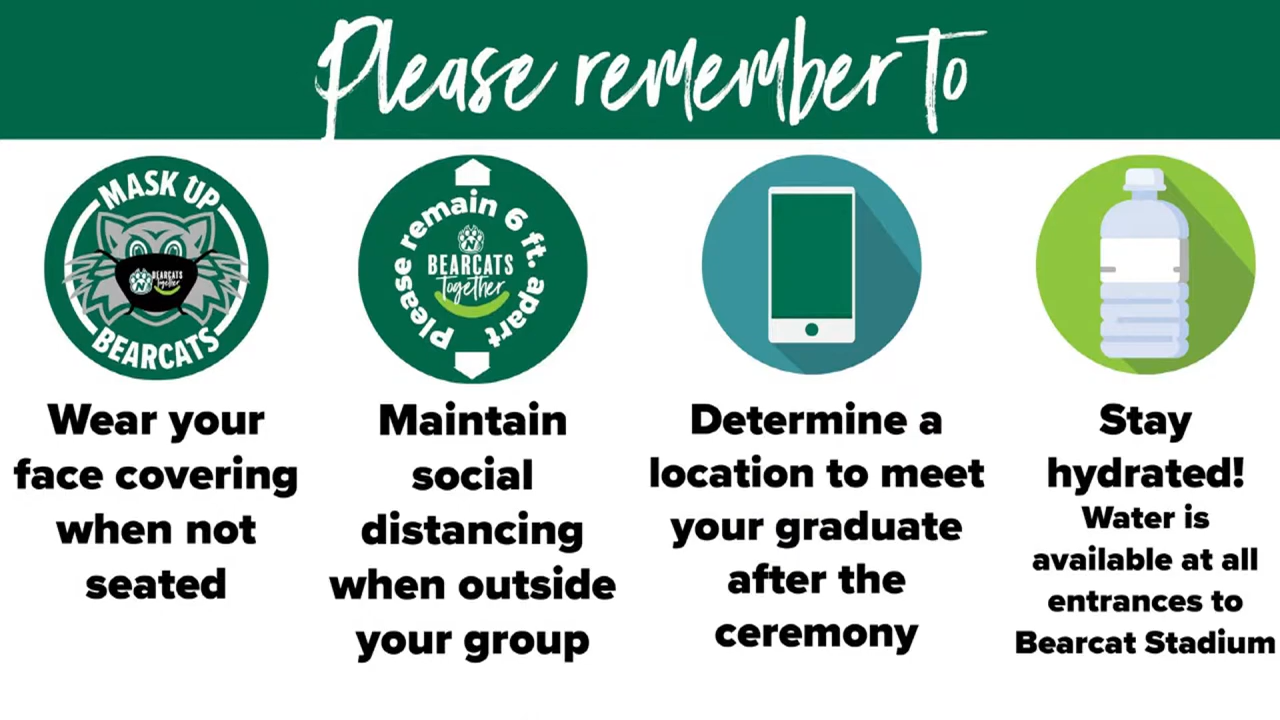 Please remember to
MASK UP
BEARCATS
Together
BEARCATS
Please remain 6 ft. apart
BEARCATS
Together
Wear your
face covering
when not
seated
Maintain
social
distancing
when outside
your group
Determine a
location to meet
your graduate
after the
ceremony
Stay
hydrated!
Water is
available at all
entrances to
Bearcat Stadium